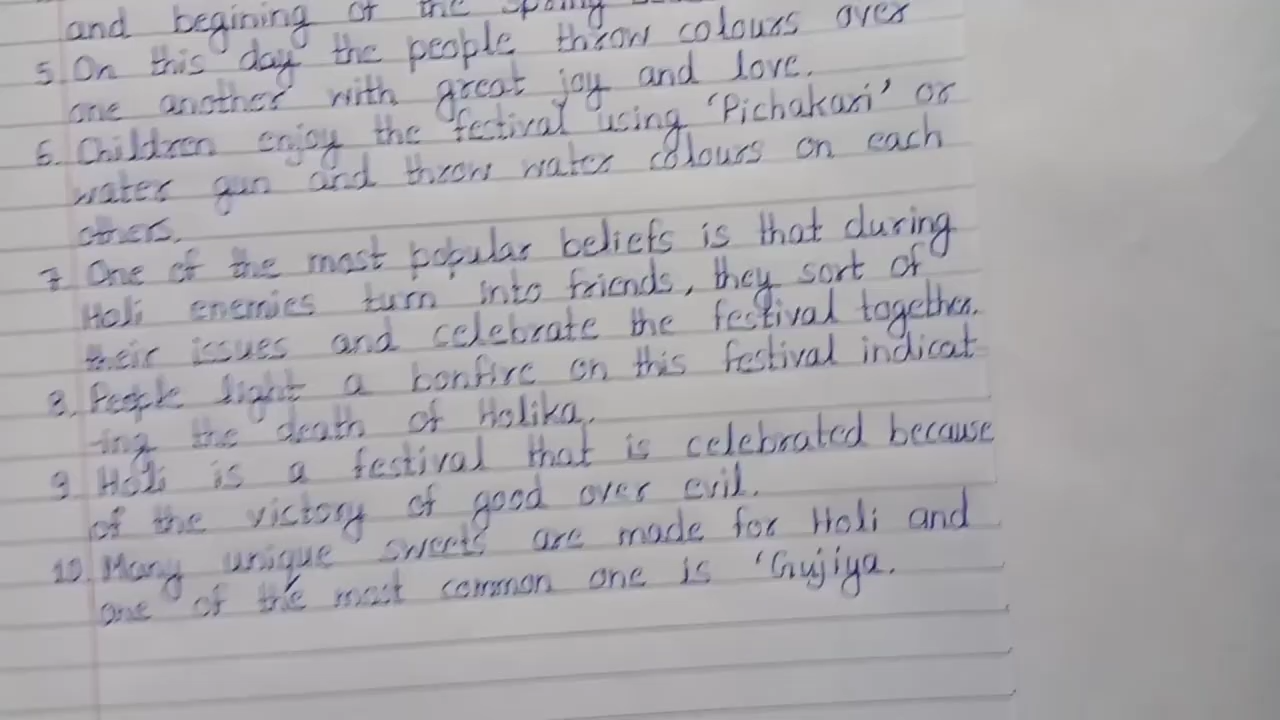 and begining of the spring
5. On this day the people throw colours over
one another with great joy and love.
6. Children enjoy the festival using 'Pichakari' or
water gun and throw water colours on each
others.
7. One of the most popular beliefs is that during
Holi enemies turn into friends, they sort of
their issues and celebrate the festival together.
8. People light a bonfire on this festival indicat-
ing the death of Holika.
9. Holi is a festival that is celebrated because
of the victory of good over evil.
10. Many unique sweets are made for Holi and
one of the most common one is 'Gujiya.